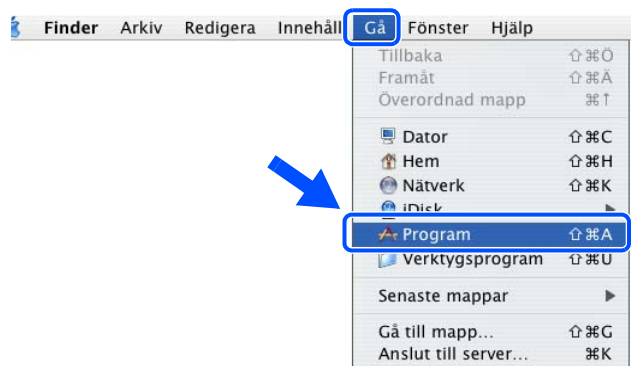 Finder Arkiv Redigera Innehåll Gå Fönster Hjälp
Tillbaka ⇧⌘Ö
Framåt ⇧⌘Ä
Överordnad mapp ⌘↑
Dator ⇧⌘C
Hem ⇧⌘H
Nätverk ⇧⌘K
iDisk ▶
Program ⇧⌘A
Verktygsprogram ⇧⌘U
Senaste mappar ▶
Gå till mapp... ⇧⌘G
Anslut till server... ⌘K